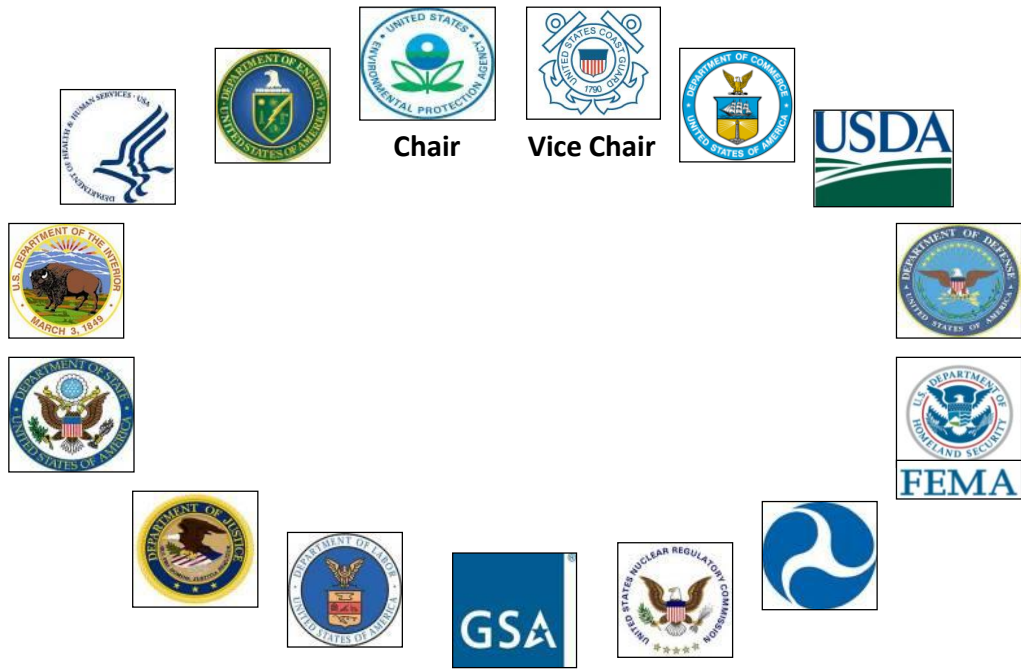 UNITED STATES
ENVIRONMENTAL PROTECTION AGENCY
Chair
UNITED STATES COAST GUARD
1790
Vice Chair
DEPARTMENT OF COMMERCE
UNITED STATES OF AMERICA
USDA
DEPARTMENT OF DEFENSE
UNITED STATES OF AMERICA
U.S. DEPARTMENT OF
HOMELAND SECURITY
FEMA
UNITED STATES NUCLEAR REGULATORY COMMISSION
GSA
®
DEPARTMENT OF LABOR
UNITED STATES OF AMERICA
DEPARTMENT OF JUSTICE
DEPARTMENT OF STATE
UNITED STATES OF AMERICA
U.S. DEPARTMENT OF THE INTERIOR
MARCH 3, 1849
DEPARTMENT OF HEALTH & HUMAN SERVICES · USA
DEPARTMENT OF ENERGY
UNITED STATES OF AMERICA